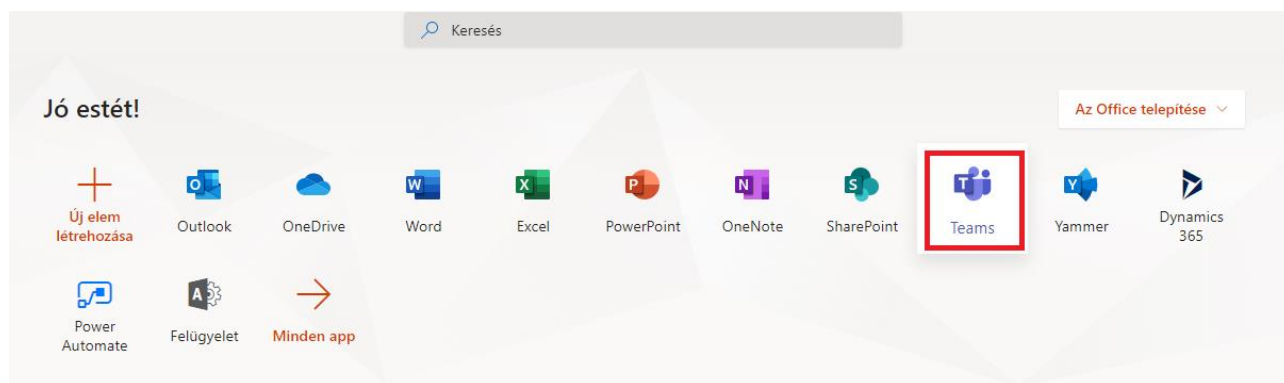 Keresés
Jó estét!
Az Office telepítése
Új elem
létrehozása
Outlook
OneDrive
Word
Excel
PowerPoint
OneNote
SharePoint
Teams
Yammer
Dynamics
365
Power
Automate
Felügyelet
Minden app